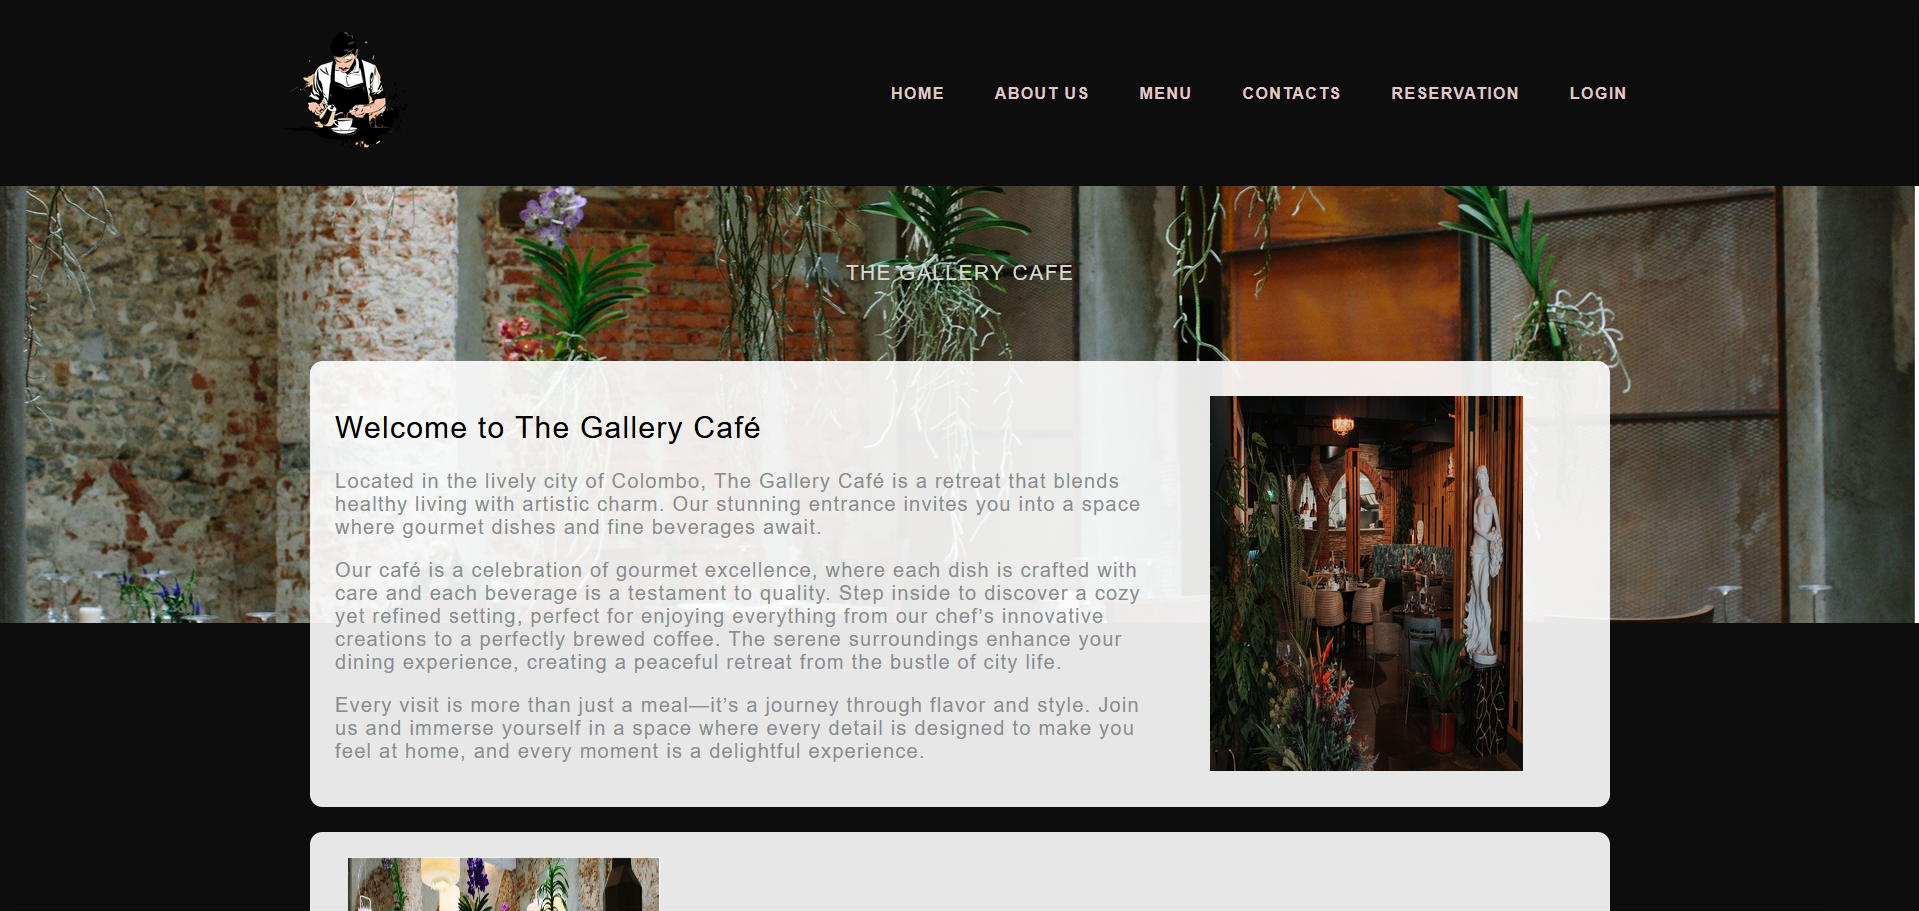 HOME ABOUT US MENU CONTACTS RESERVATION LOGIN
THE GALLERY CAFE
Welcome to The Gallery Café
Located in the lively city of Colombo, The Gallery Café is a retreat that blends
healthy living with artistic charm. Our stunning entrance invites you into a space
where gourmet dishes and fine beverages await.
Our café is a celebration of gourmet excellence, where each dish is crafted with
care and each beverage is a testament to quality. Step inside to discover a cozy
yet refined setting, perfect for enjoying everything from our chef’s innovative
creations to a perfectly brewed coffee. The serene surroundings enhance your
dining experience, creating a peaceful retreat from the bustle of city life.
Every visit is more than just a meal—it’s a journey through flavor and style. Join
us and immerse yourself in a space where every detail is designed to make you
feel at home, and every moment is a delightful experience.